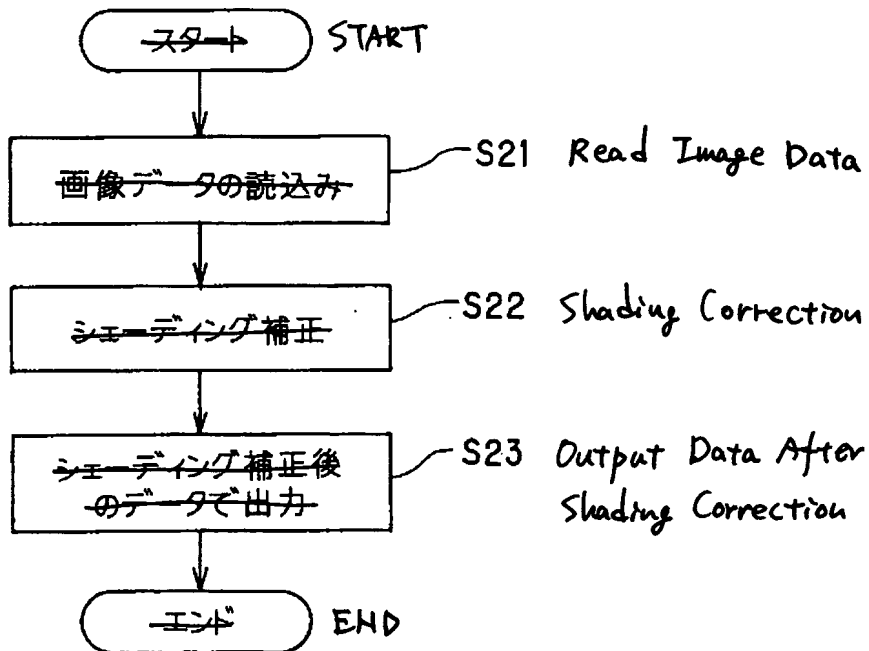 スタート START
画像データの読込み S21 Read Image Data
シェーディング補正 S22 Shading Correction
シェーディング補正後 S23 Output Data After
のデータで出力 Shading Correction
エンド END